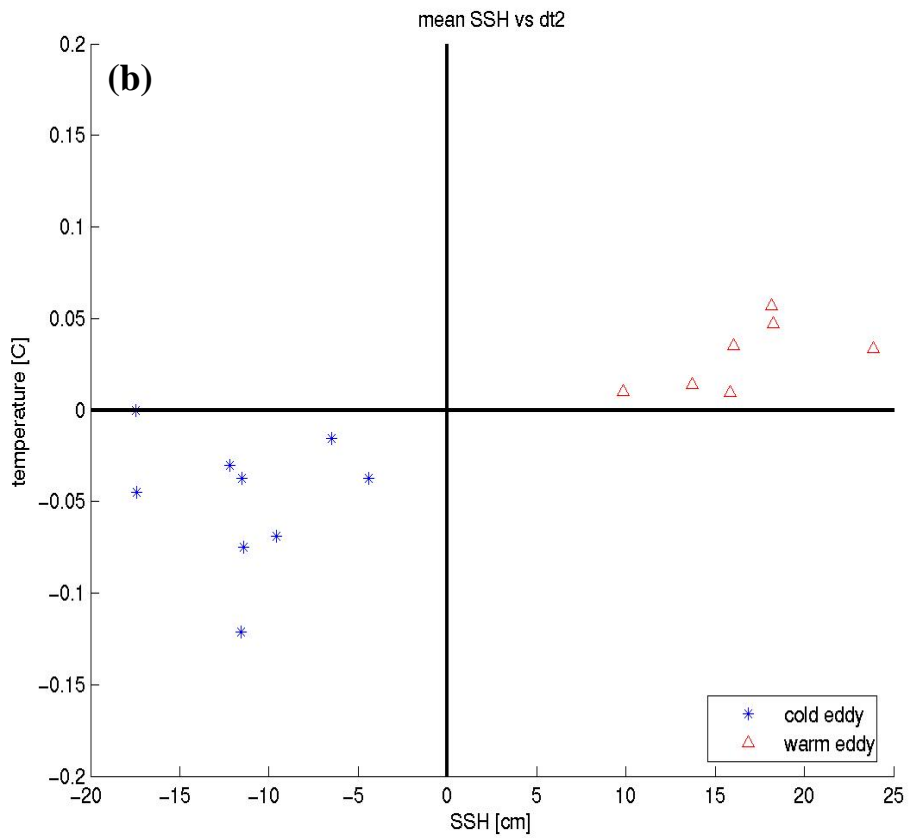 mean SSH vs dt2
(b)
0.2
0.15
0.1
0.05
0
−0.05
−0.1
−0.15
−0.2
temperature [C]
−20 −15 −10 −5 0 5 10 15 20 25
SSH [cm]
cold eddy
warm eddy